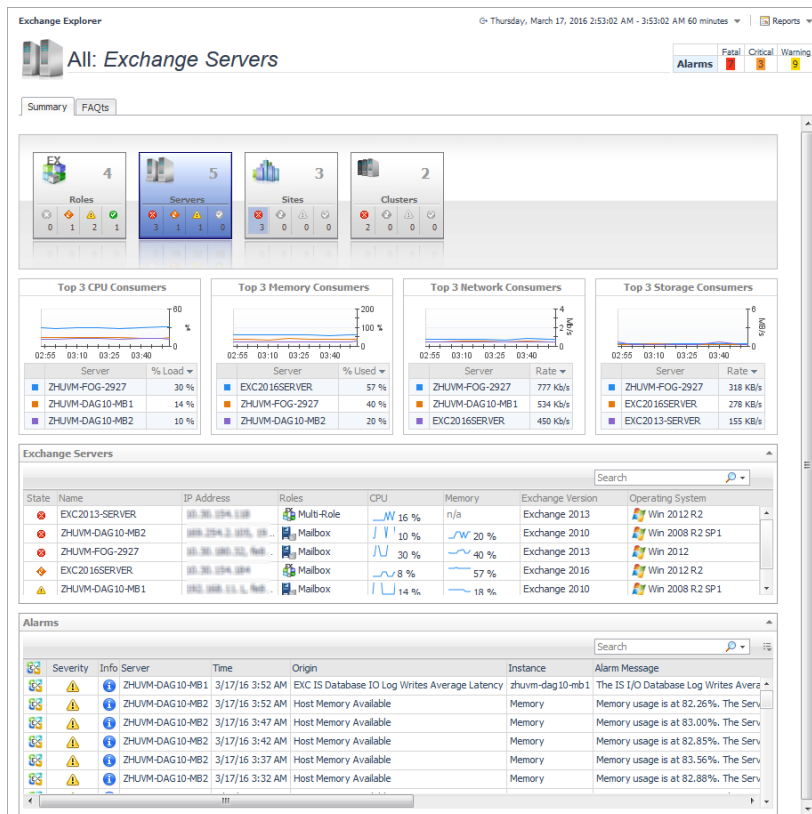 Exchange Explorer
Thursday, March 17, 2016 2:53:02 AM - 3:53:02 AM 60 minutes
Reports
All: Exchange Servers
Fatal Critical Warning
Alarms 7 3 9
Summary FAQts
EX 4 5 3 2
Roles Servers Sites Clusters
0 1 2 1 3 1 1 0 3 0 0 0 2 0 0 0
Top 3 CPU Consumers
60
%
0
02:55 03:10 03:25 03:40
Server % Load
ZHUVM-FOG-2927 30 %
ZHUVM-DAG10-MB1 14 %
ZHUVM-DAG10-MB2 10 %
Top 3 Memory Consumers
200
100 %
0
02:55 03:10 03:25 03:40
Server % Used
EXC2016SERVER 57 %
ZHUVM-FOG-2927 40 %
ZHUVM-DAG10-MB2 20 %
Top 3 Network Consumers
4
2 Mb/s
0
02:55 03:10 03:25 03:40
Server Rate
ZHUVM-FOG-2927 777 Kb/s
ZHUVM-DAG10-MB1 534 Kb/s
EXC2016SERVER 450 Kb/s
Top 3 Storage Consumers
6
MB/s
0
02:55 03:10 03:25 03:40
Server Rate
ZHUVM-FOG-2927 318 KB/s
EXC2016SERVER 278 KB/s
EXC2013-SERVER 155 KB/s
Exchange Servers
Search
State Name IP Address Roles CPU Memory Exchange Version Operating System
EXC2013-SERVER Multi-Role 16 % n/a Exchange 2013 Win 2012 R2
ZHUVM-DAG10-MB2 Mailbox 10 % 20 % Exchange 2010 Win 2008 R2 SP1
ZHUVM-FOG-2927 Mailbox 30 % 40 % Exchange 2013 Win 2012
EXC2016SERVER Mailbox 8 % 57 % Exchange 2016 Win 2012 R2
ZHUVM-DAG10-MB1 Mailbox 14 % 18 % Exchange 2010 Win 2008 R2 SP1
Alarms
Search
Severity Info Server Time Origin Instance Alarm Message
ZHUVM-DAG10-MB1 3/17/16 3:52 AM EXC IS Database IO Log Writes Average Latency zhuvm-dag10-mb1 The IS I/O Database Log Writes Avera
ZHUVM-DAG10-MB2 3/17/16 3:52 AM Host Memory Available Memory Memory usage is at 82.26%. The Serv
ZHUVM-DAG10-MB2 3/17/16 3:47 AM Host Memory Available Memory Memory usage is at 83.00%. The Serv
ZHUVM-DAG10-MB2 3/17/16 3:42 AM Host Memory Available Memory Memory usage is at 82.85%. The Serv
ZHUVM-DAG10-MB2 3/17/16 3:37 AM Host Memory Available Memory Memory usage is at 83.56%. The Serv
ZHUVM-DAG10-MB2 3/17/16 3:32 AM Host Memory Available Memory Memory usage is at 82.88%. The Serv